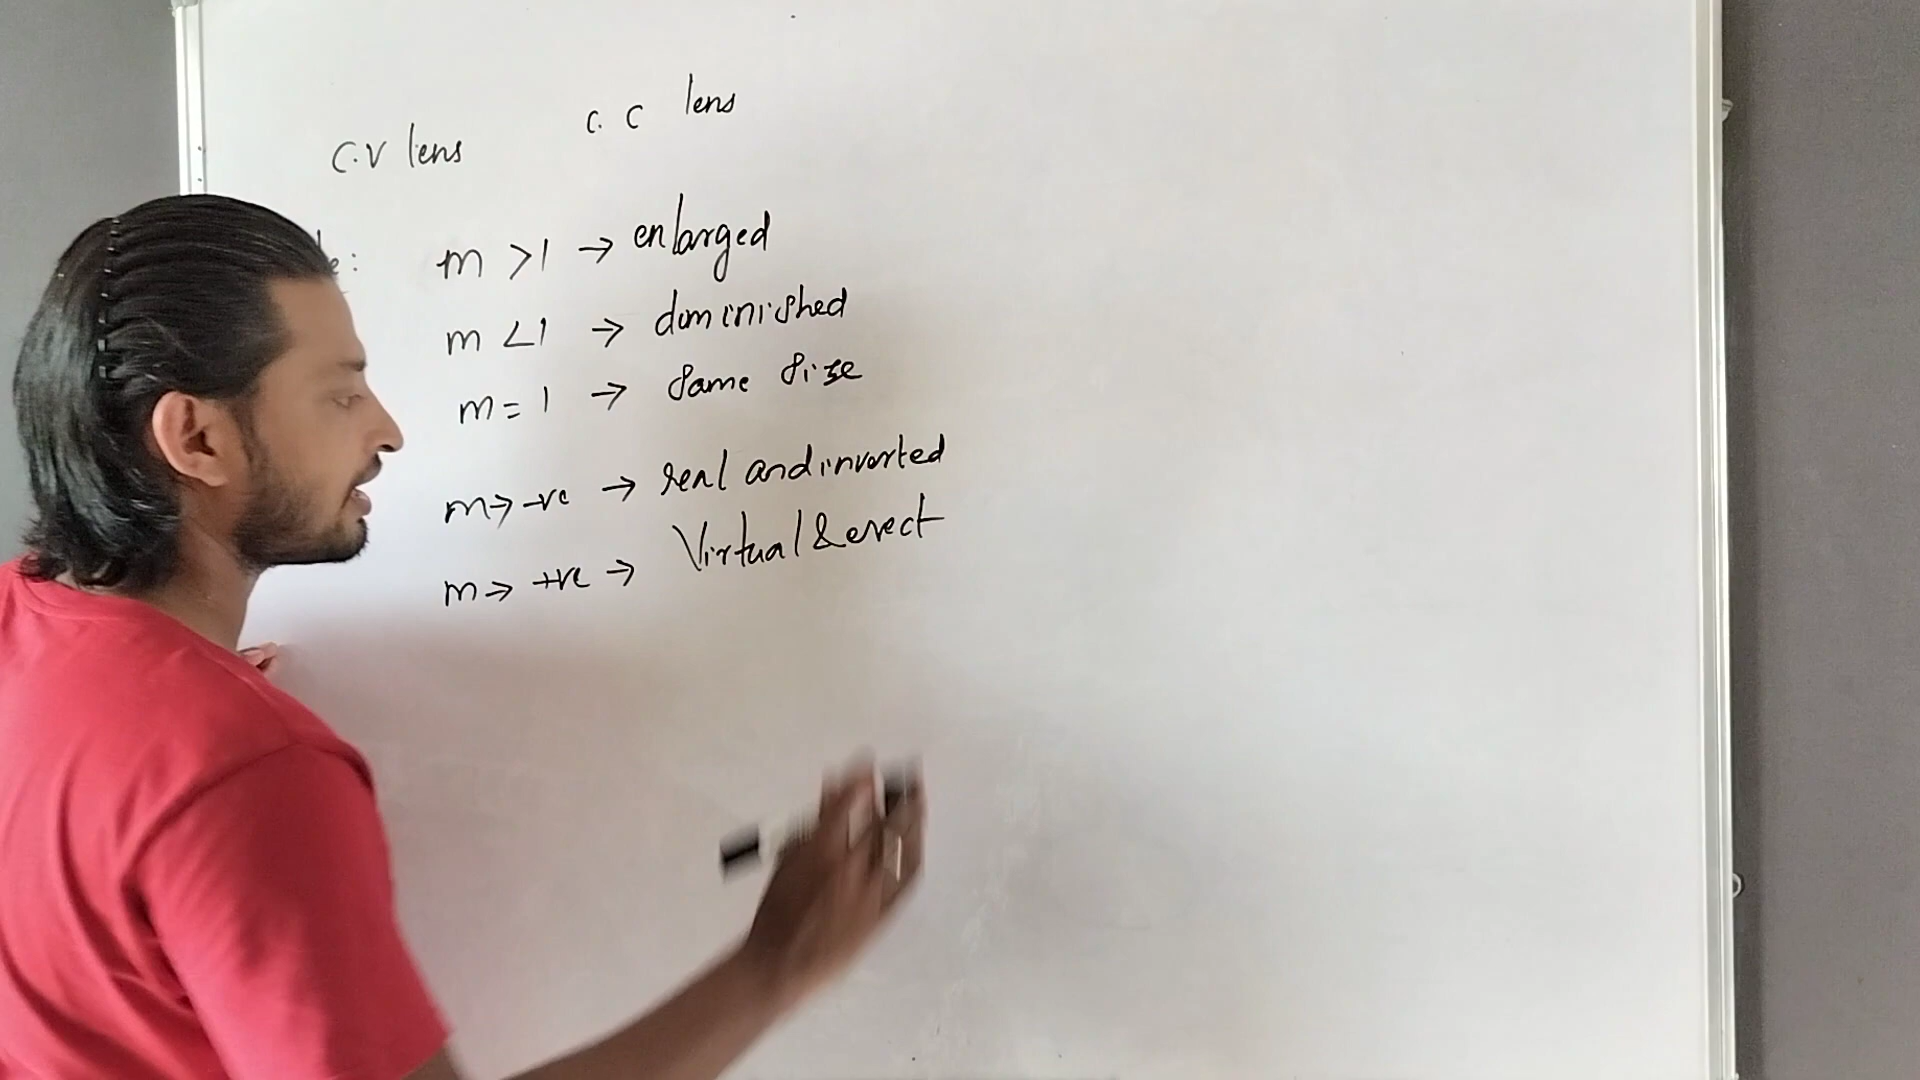 C.V lens
C.C lens
m >1 → enlarged
m <1 → diminished
m = 1 → Same Size
m → -ve → real and inverted
m → +ve → Virtual & erect